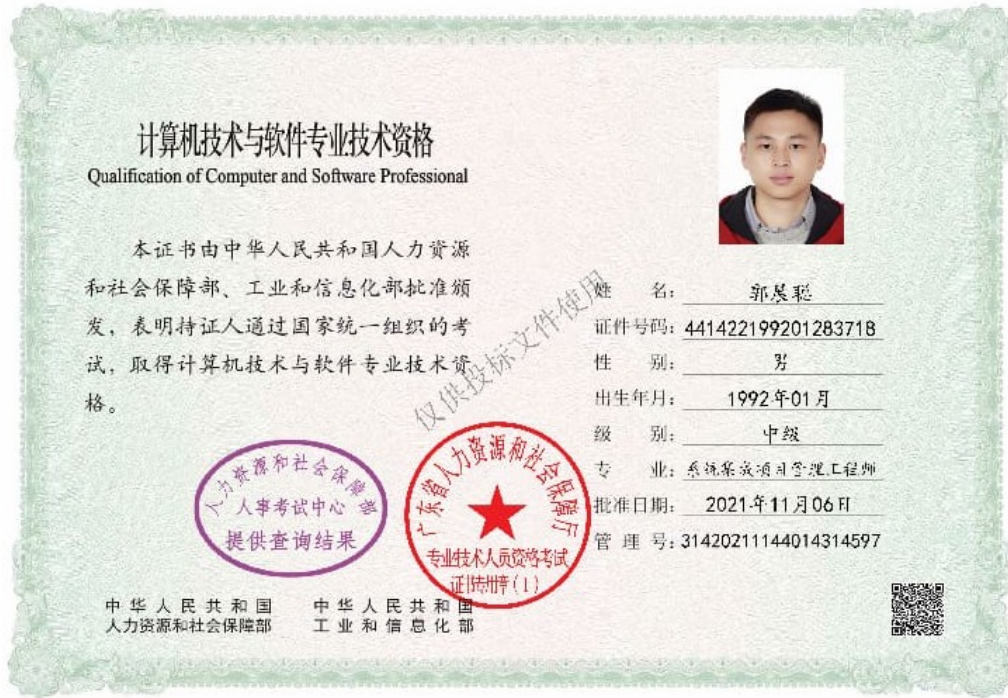 计算机技术与软件专业技术资格
Qualification of Computer and Software Professional
本证书由中华人民共和国人力资源
和社会保障部、工业和信息化部批准颁
发，表明持证人通过国家统一组织的考
试，取得计算机技术与软件专业技术资
格。
仅供投标文件使用
姓 名： 郭展聪
证件号码： 441422199201283718
性 别： 男
出生年月： 1992年01月
级 别： 中级
专 业： 系统集成项目管理工程师
批准日期： 2021年11月06日
管 理 号： 31420211144014314597
人力资源和社会保障部
人事考试中心
提供查询结果
广东省人力资源和社会保障厅
专业技术人员资格考试
证书专用章(1)
中华人民共和国 中华人民共和国
人力资源和社会保障部 工业和信息化部